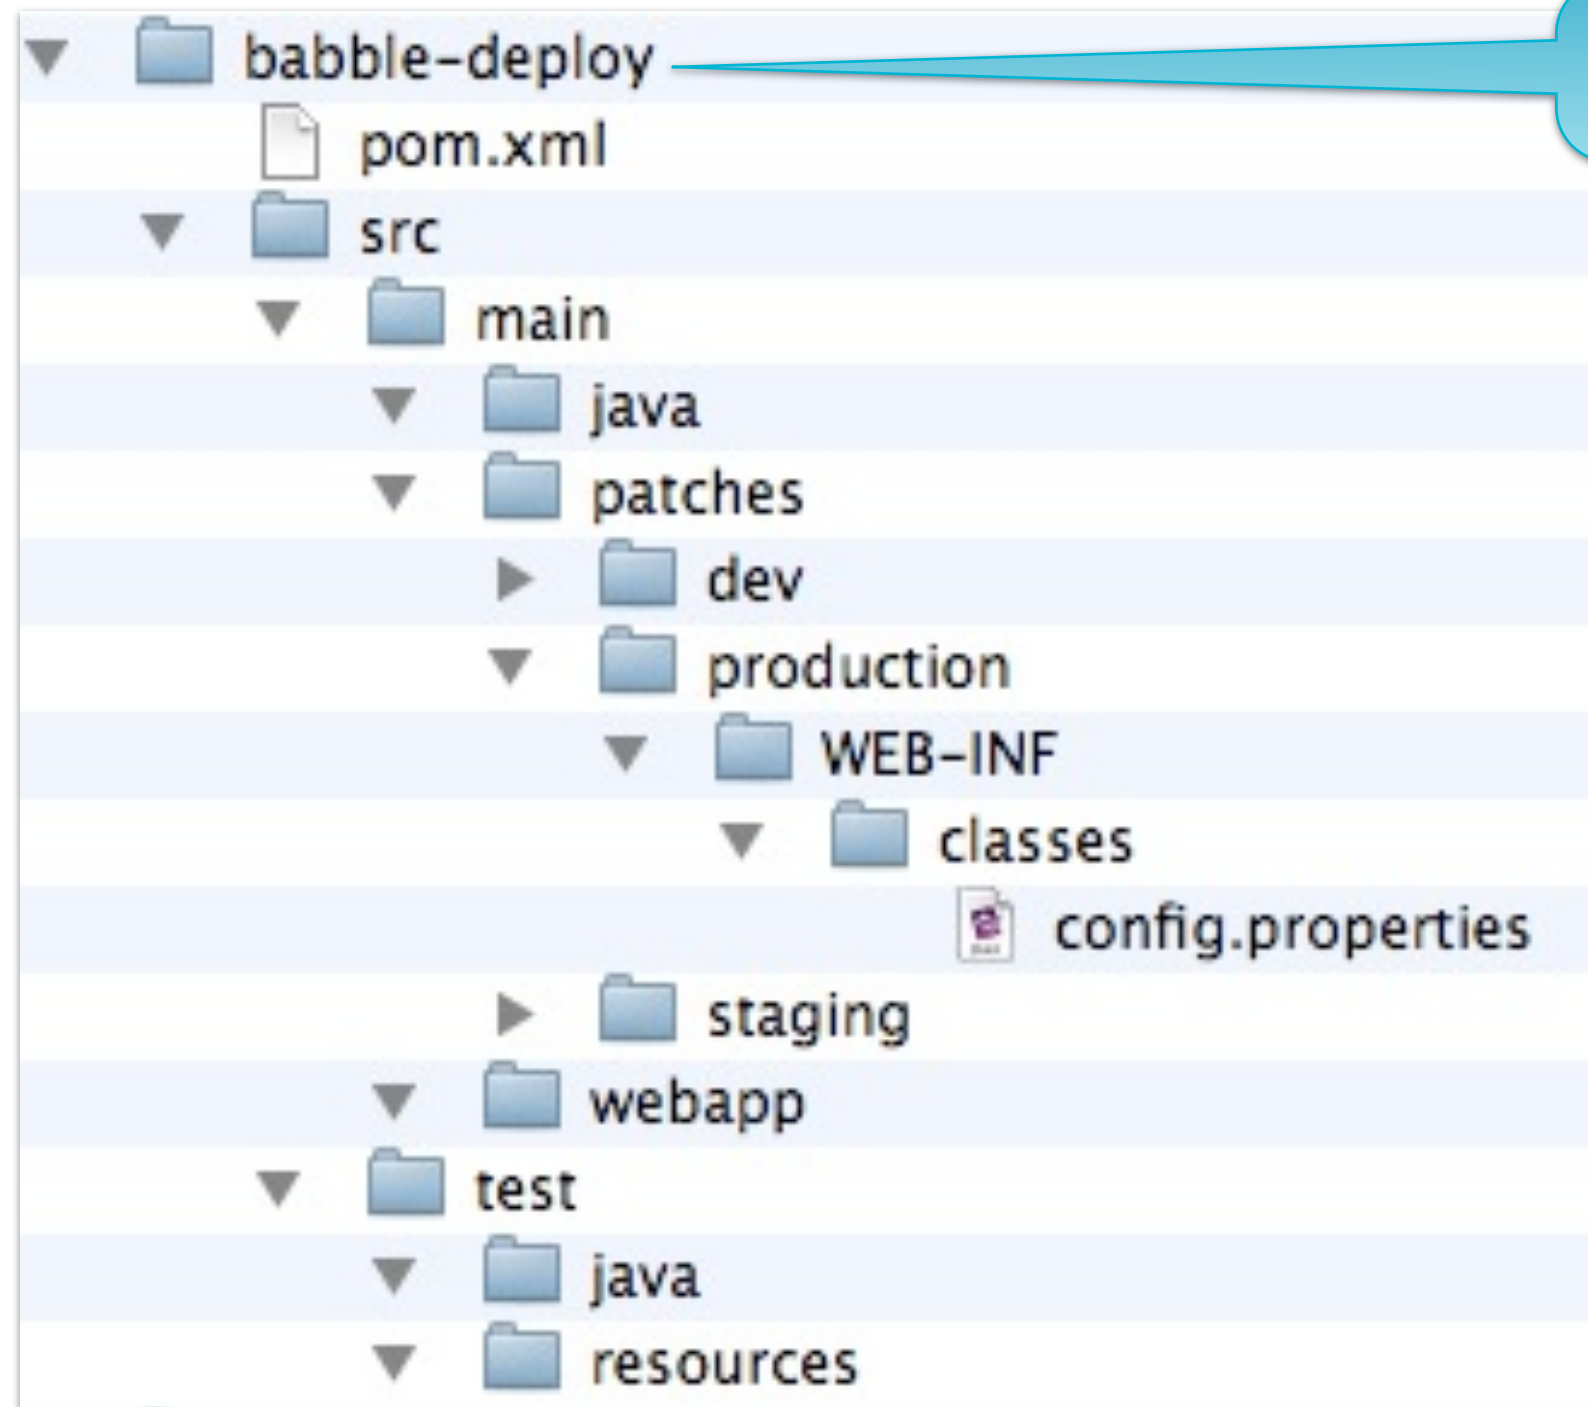 babble-deploy
pom.xml
src
main
java
patches
dev
production
WEB-INF
classes
config.properties
staging
webapp
test
java
resources